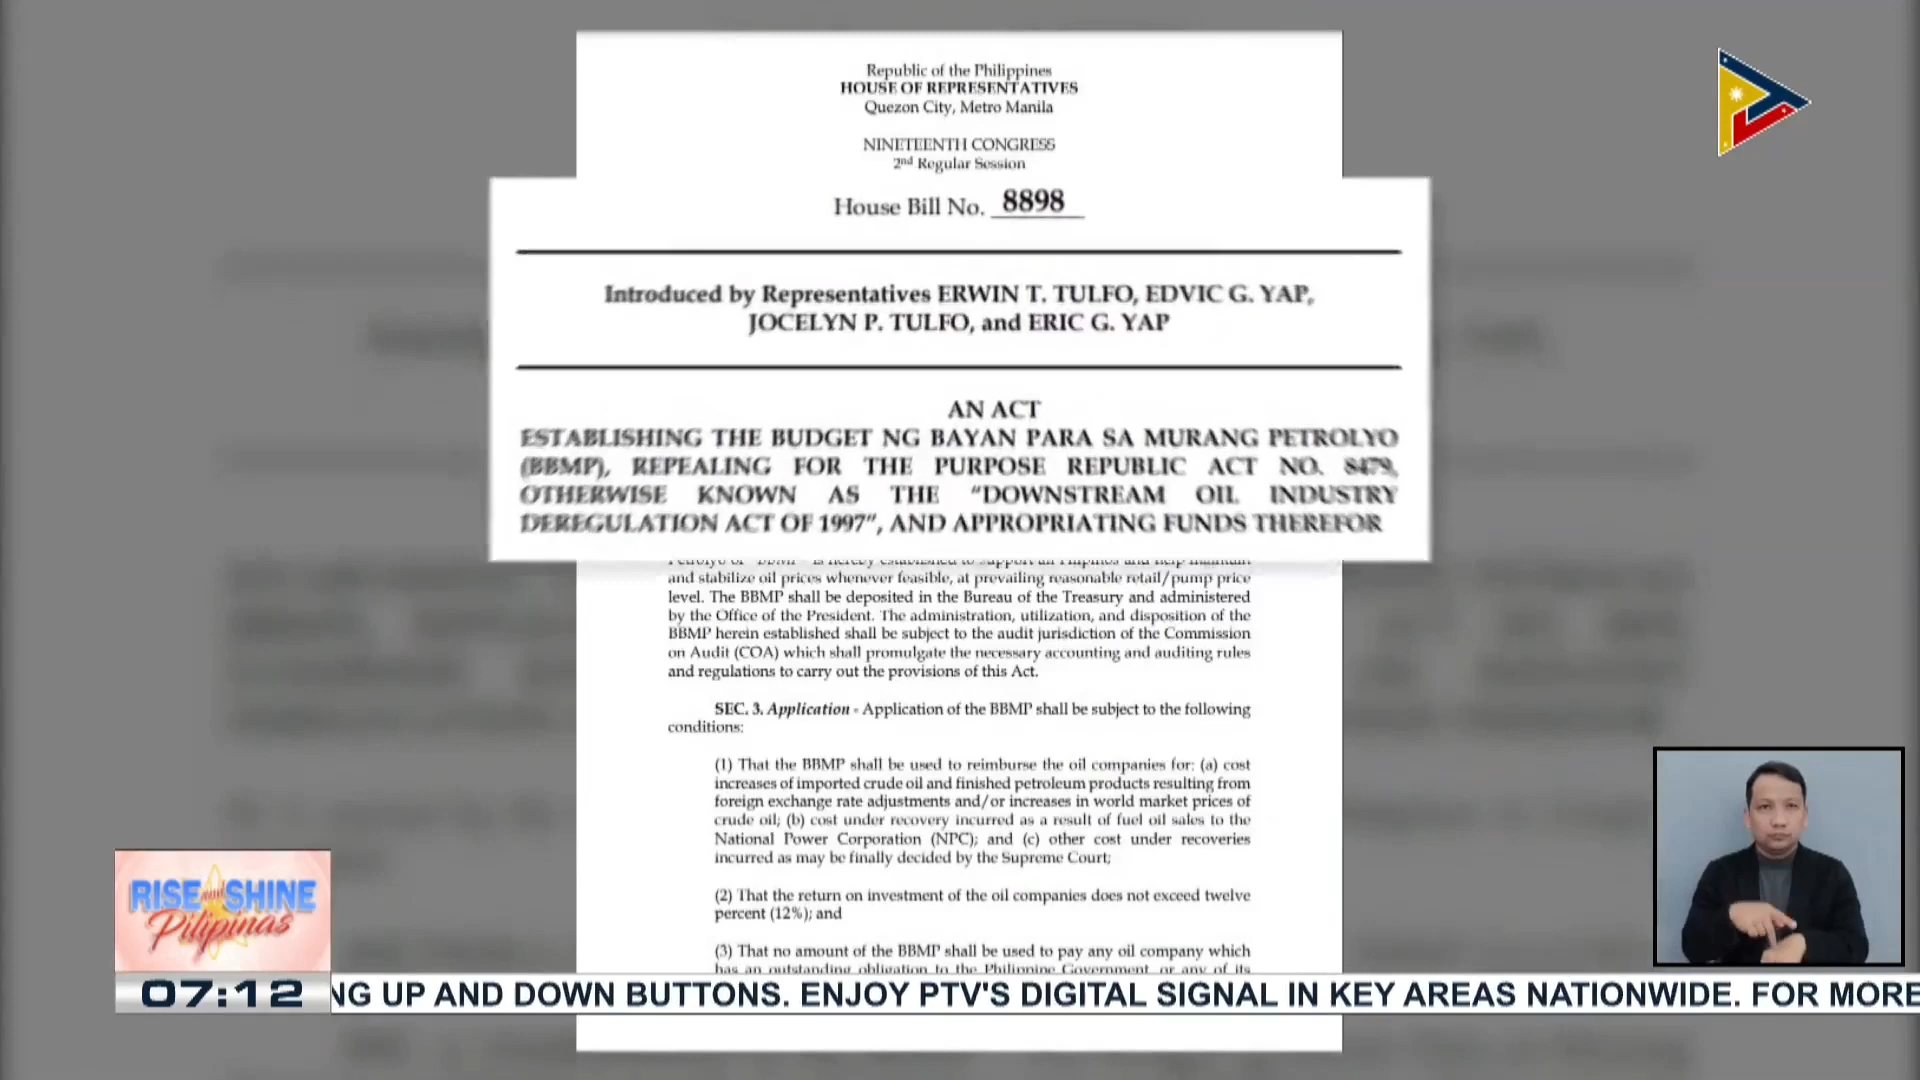 Republic of the Philippines
HOUSE OF REPRESENTATIVES
Quezon City, Metro Manila
NINETEENTH CONGRESS
2nd Regular Session
House Bill No. 8898
Introduced by Representatives ERWIN T. TULFO, EDVIC G. YAP,
JOCELYN P. TULFO, and ERIC G. YAP
AN ACT
ESTABLISHING THE BUDGET NG BAYAN PARA SA MURANG PETROLYO
(BBMP), REPEALING FOR THE PURPOSE REPUBLIC ACT NO. 8479,
OTHERWISE KNOWN AS THE "DOWNSTREAM OIL INDUSTRY
DEREGULATION ACT OF 1997", AND APPROPRIATING FUNDS THEREFOR
and stabilize oil prices whenever feasible, at prevailing reasonable retail/pump price
level. The BBMP shall be deposited in the Bureau of the Treasury and administered
by the Office of the President. The administration, utilization, and disposition of the
BBMP herein established shall be subject to the audit jurisdiction of the Commission
on Audit (COA) which shall promulgate the necessary accounting and auditing rules
and regulations to carry out the provisions of this Act.
SEC. 3. Application - Application of the BBMP shall be subject to the following
conditions:
(1) That the BBMP shall be used to reimburse the oil companies for: (a) cost
increases of imported crude oil and finished petroleum products resulting from
foreign exchange rate adjustments and/or increases in world market prices of
crude oil; (b) cost under recovery incurred as a result of fuel oil sales to the
National Power Corporation (NPC); and (c) other cost under recoveries
incurred as may be finally decided by the Supreme Court;
(2) That the return on investment of the oil companies does not exceed twelve
percent (12%); and
(3) That no amount of the BBMP shall be used to pay any oil company which
has an outstanding obligation to the Philippine Government or any of its
RISE and SHINE
Pilipinas
07:12
NG UP AND DOWN BUTTONS. ENJOY PTV'S DIGITAL SIGNAL IN KEY AREAS NATIONWIDE. FOR MORE